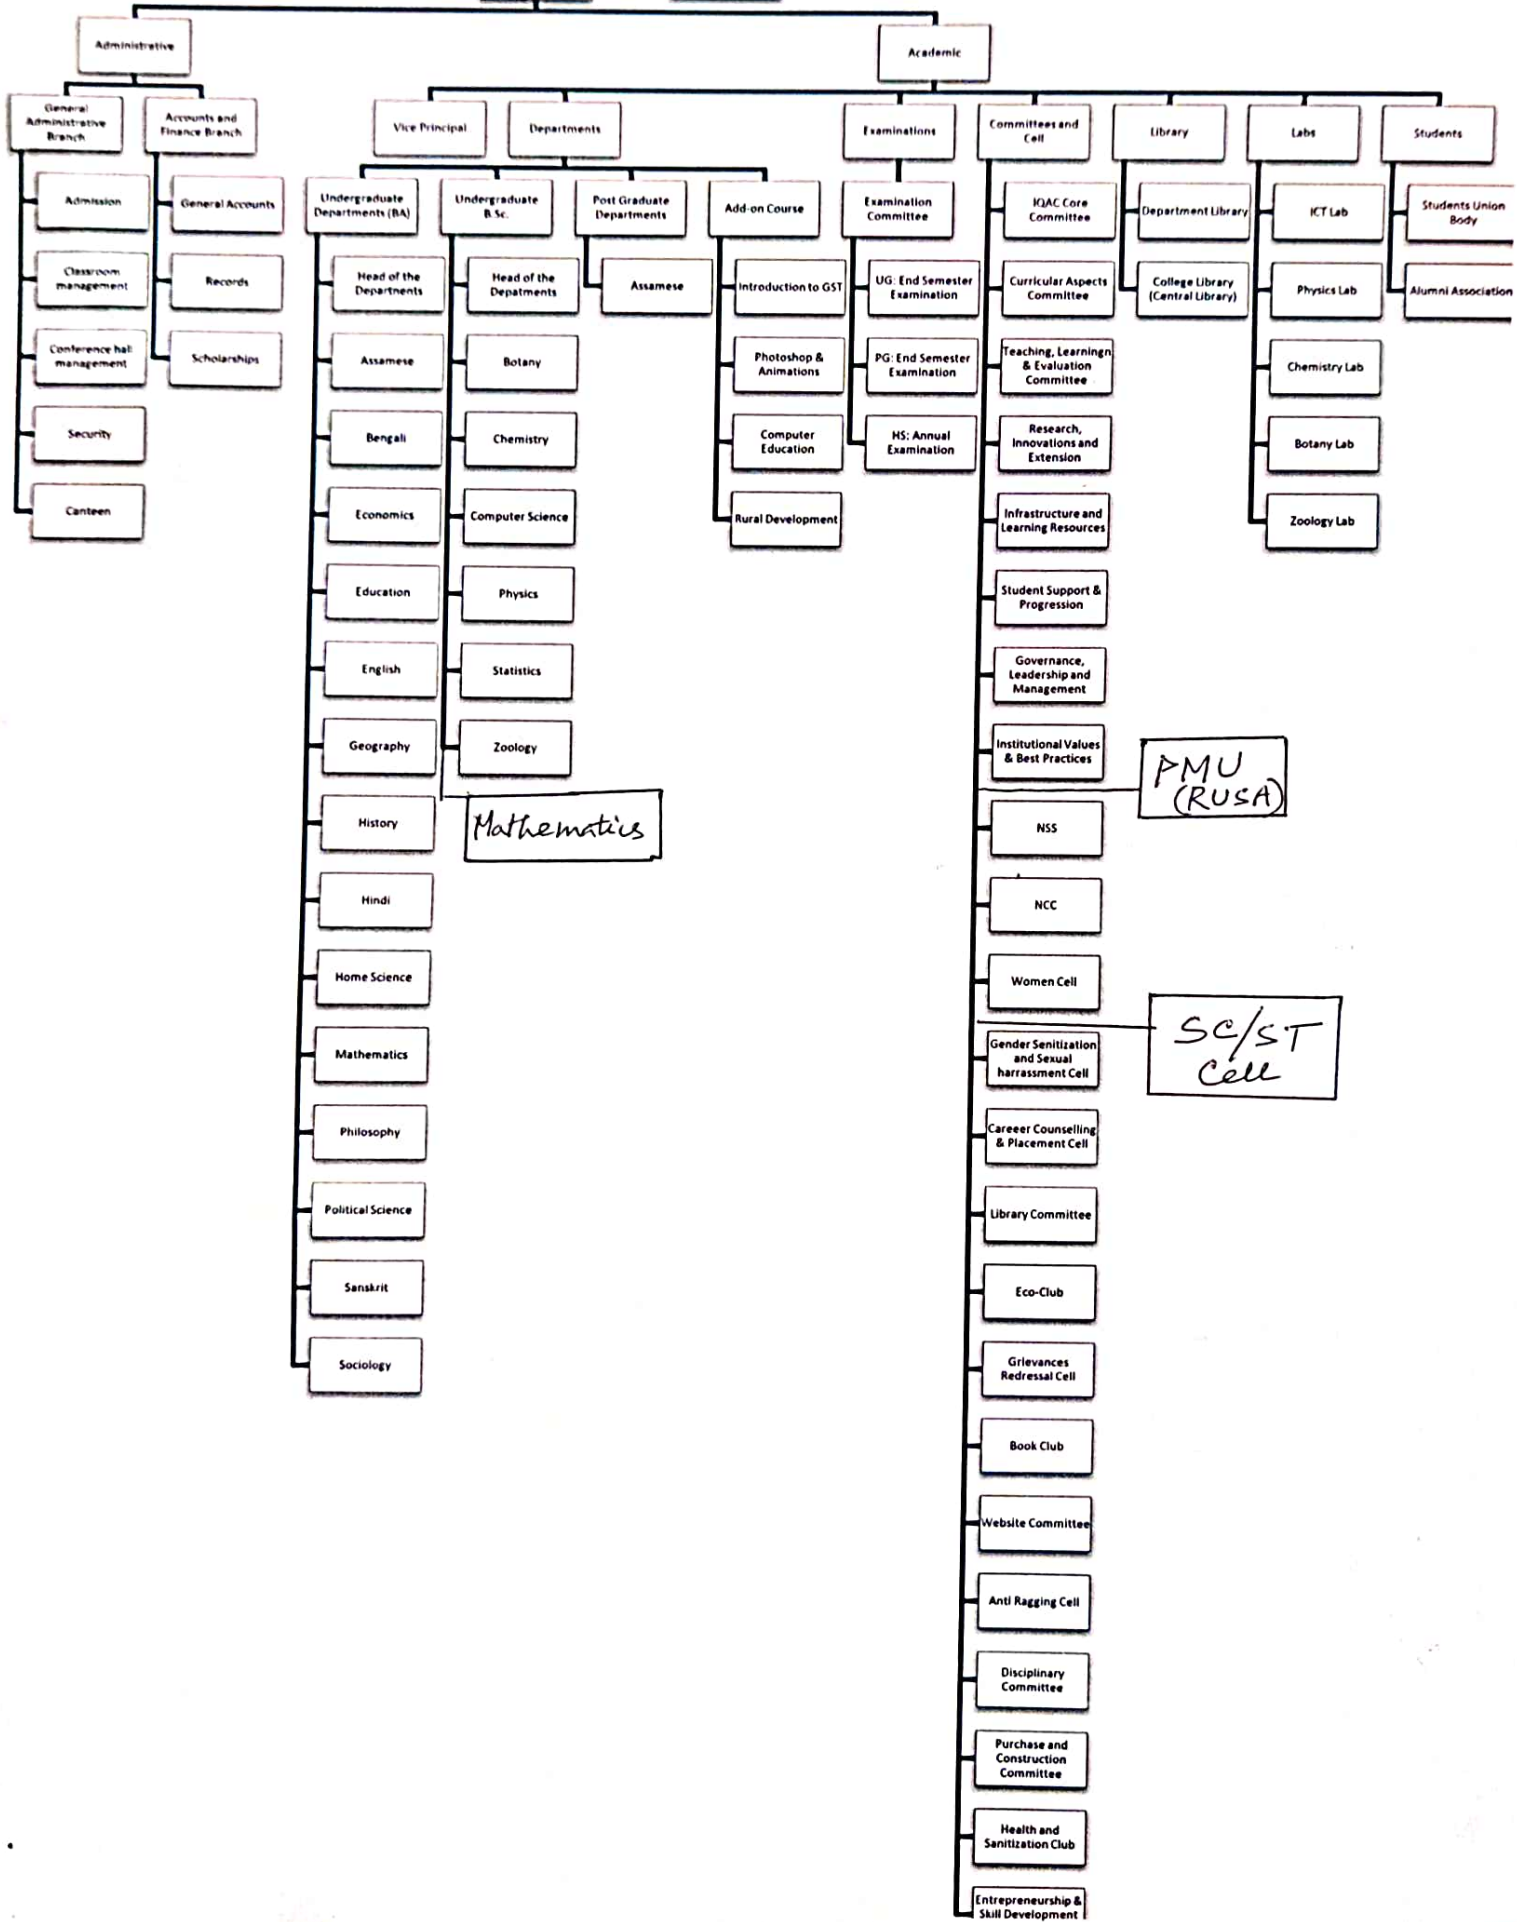 Administrative
Academic
General
Administrative
Branch
Accounts and
Finance Branch
Vice Principal
Departments
Examinations
Committees and
Cell
Library
Labs
Students
Admission
Classroom
management
Conference hall
management
Security
Canteen
General Accounts
Records
Scholarships
Undergraduate
Departments (BA)
Head of the
Departnents
Assamese
Bengali
Economics
Education
English
Geography
History
Hindi
Home Science
Mathematics
Philosophy
Political Science
Sanskrit
Sociology
Undergraduate
B.Sc.
Head of the
Depatments
Botany
Chemistry
Computer Science
Physics
Statistics
Zoology
Mathematics
Post Graduate
Departments
Assamese
Add-on Course
Introduction to GST
Photoshop &
Animations
Computer
Education
Rural Development
Examination
Committee
UG: End Semester
Examination
PG: End Semester
Examination
HS: Annual
Examination
IQAC Core
Committee
Curricular Aspects
Committee
Teaching, Learningn
& Evaluation
Committee
Research,
Innovations and
Extension
Infrastructure and
Learning Resources
Student Support &
Progression
Governance,
Leadership and
Management
Institutional Values
& Best Practices
PMU
(RUSA)
NSS
NCC
Women Cell
SC/ST
Cell
Gender Senitization
and Sexual
harrassment Cell
Careeer Counselling
& Placement Cell
Library Committee
Eco-Club
Grievances
Redressal Cell
Book Club
Website Committee
Anti Ragging Cell
Disciplinary
Committee
Purchase and
Construction
Committee
Health and
Sanitization Club
Entrepreneurship &
Skill Development
Department Library
College Library
(Central Library)
ICT Lab
Physics Lab
Chemistry Lab
Botany Lab
Zoology Lab
Students Union
Body
Alumni Association